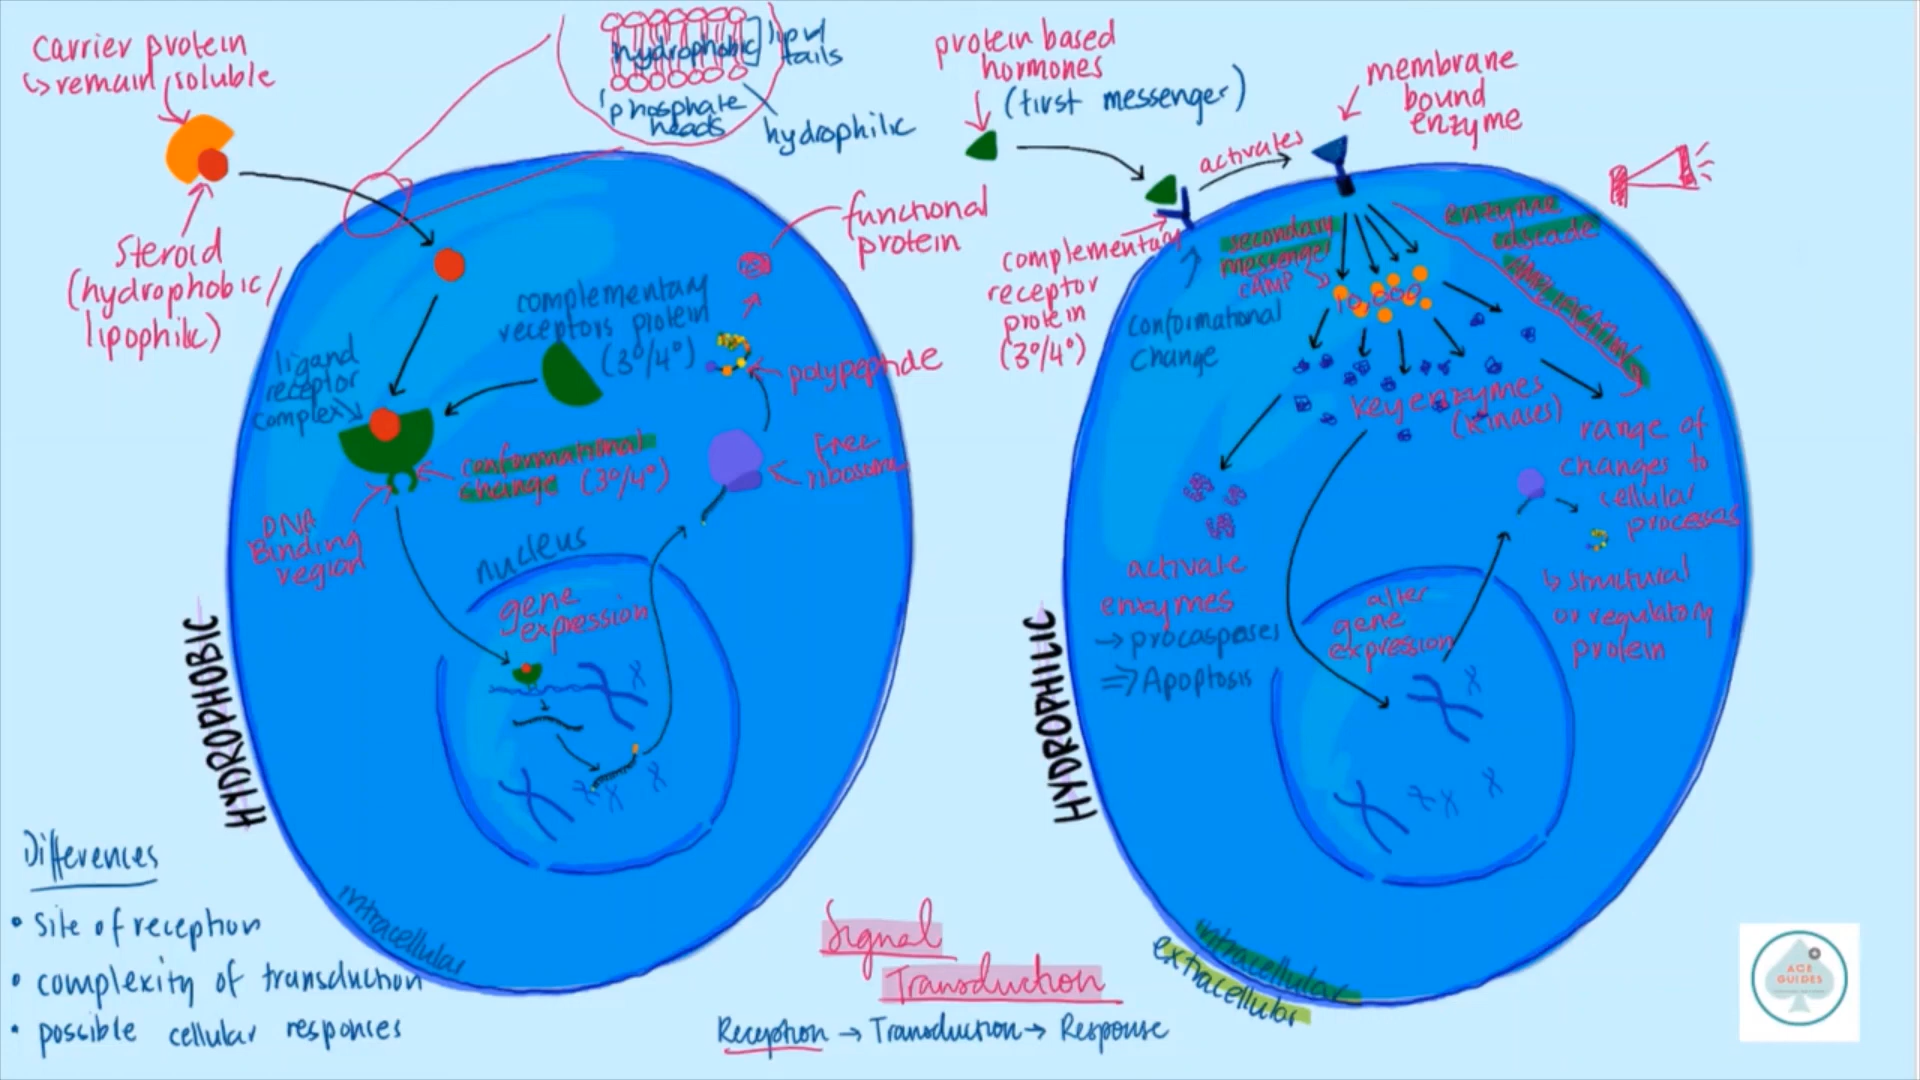 Carrier protein
↳ remain soluble
Steroid
(hydrophobic/
lipophilic)
hydrophobic
tails
phosphate
heads
hydrophilic
functional
protein
complementary
receptors protein
(3°/4°)
polypeptide
ligand
receptor
complex
conformational
change (3°/4°)
Free
ribosome
DNA
Binding
region
nucleus
gene
expression
HYDROPHOBIC
intracellular
protein based
hormones
(first messenger)
activates
membrane
bound
enzyme
complementary
receptor
protein
(3°/4°)
conformational
change
secondary
messenger
cAMP
enzyme
cascade
10,000
key enzymes
(kinases)
range of
changes to
cellular
processes
↳ structural
or regulatory
protein
activate
enzymes
→ procaspases
⇒ Apoptosis
alter
gene
expression
HYDROPHILIC
intracellular
extracellular
Differences
• Site of reception
• complexity of transduction
• possible cellular responces
Signal
Transduction
Reception → Transduction → Response
ACE
GUIDES